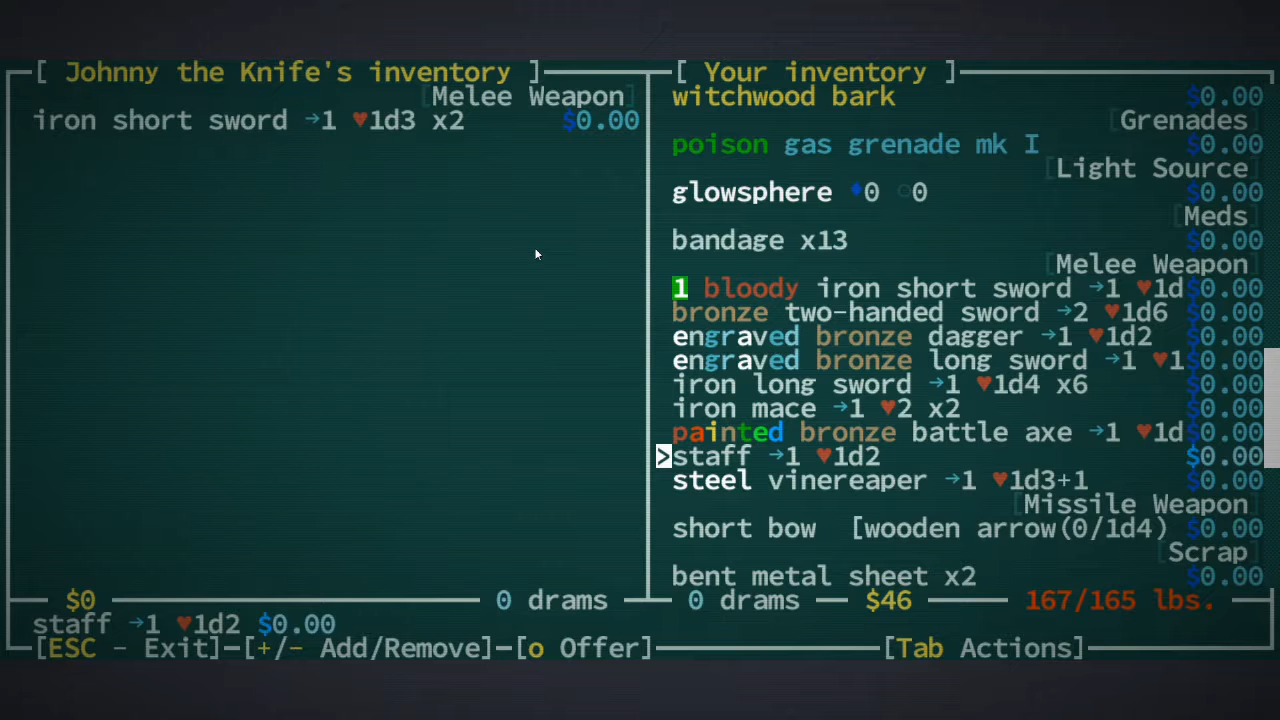 [ Johnny the Knife's inventory ]
[Melee Weapon]
iron short sword →1 ♥1d3 x2 $0.00
[ Your inventory ]
witchwood bark $0.00
[Grenades]
poison gas grenade mk I $0.00
[Light Source]
glowsphere ♦0 ○0 $0.00
[Meds]
bandage x13 $0.00
[Melee Weapon]
1 bloody iron short sword →1 ♥1d $0.00
bronze two-handed sword →2 ♥1d6 $0.00
engraved bronze dagger →1 ♥1d2 $0.00
engraved bronze long sword →1 ♥1 $0.00
iron long sword →1 ♥1d4 x6 $0.00
iron mace →1 ♥2 x2 $0.00
painted bronze battle axe →1 ♥1d $0.00
>staff →1 ♥1d2 $0.00
steel vinereaper →1 ♥1d3+1 $0.00
[Missile Weapon]
short bow [wooden arrow(0/1d4) $0.00
[Scrap]
bent metal sheet x2 $0.00
$0 0 drams 0 drams $46 167/165 lbs.
staff →1 ♥1d2 $0.00
[ESC - Exit] [+/- Add/Remove] [o Offer] [Tab Actions]